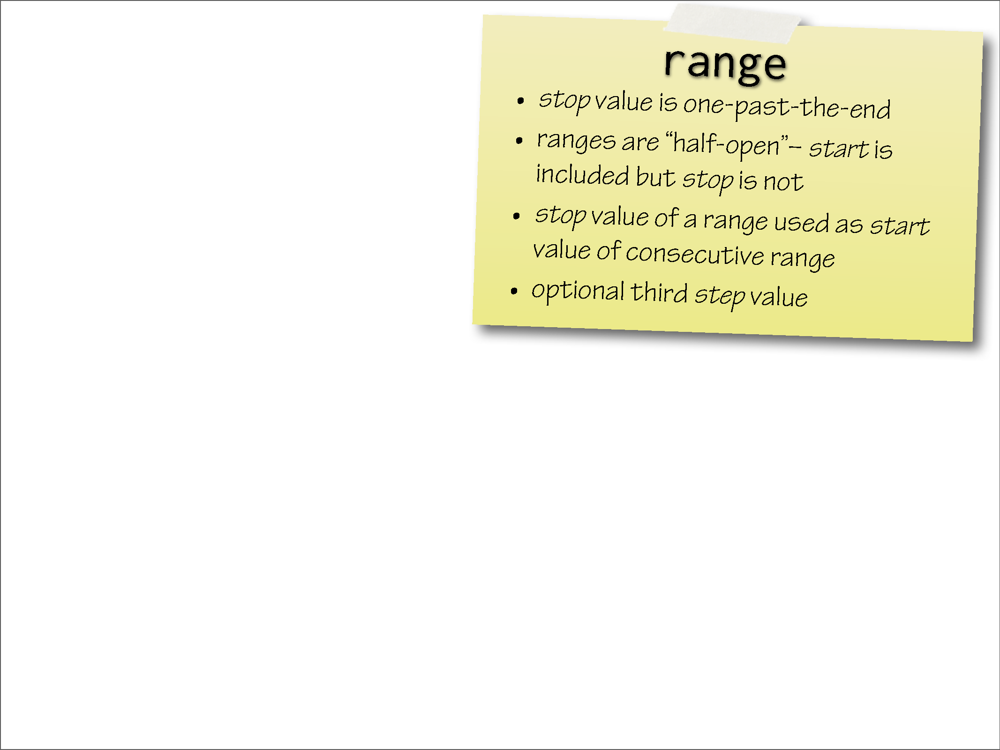 range
• stop value is one-past-the-end
• ranges are “half-open”– start is
included but stop is not
• stop value of a range used as start
value of consecutive range
• optional third step value